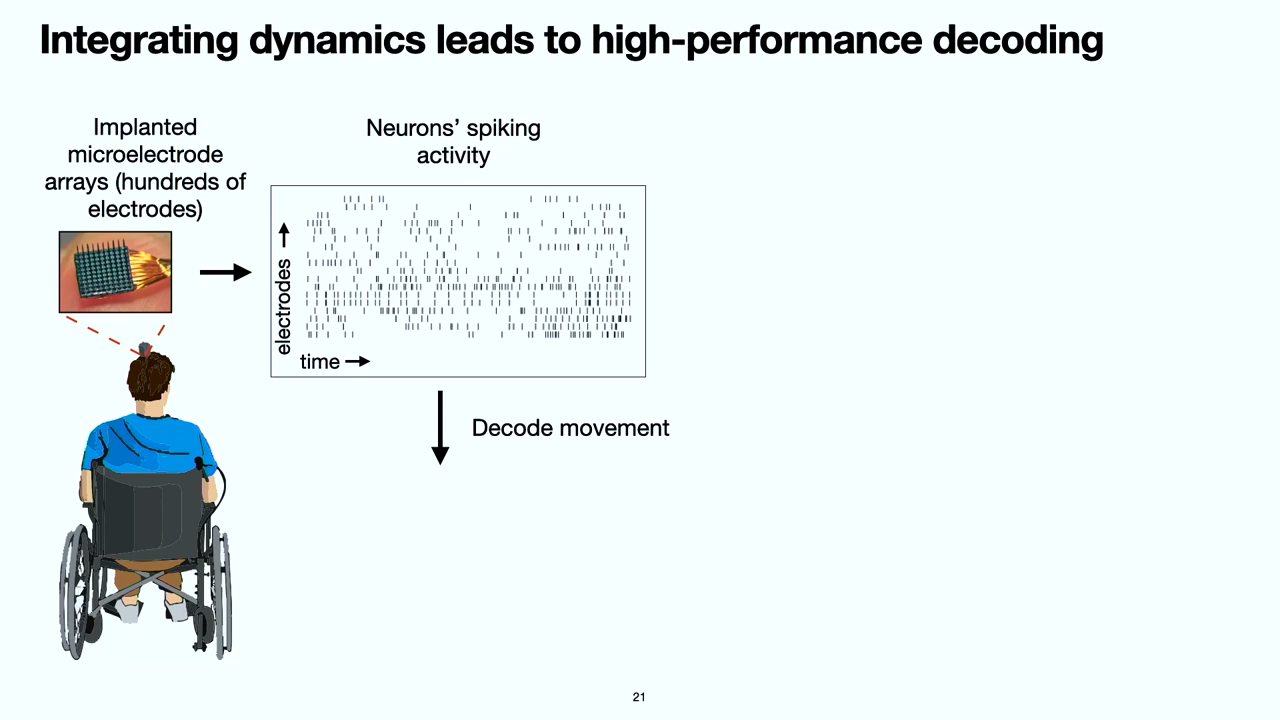 Integrating dynamics leads to high-performance decoding
Implanted
microelectrode
arrays (hundreds of
electrodes)
Neurons’ spiking
activity
electrodes
time
Decode movement
21